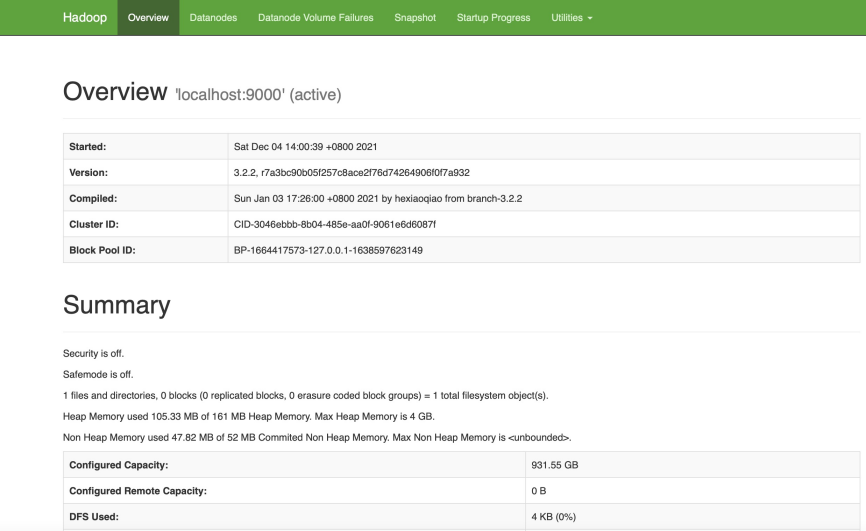 Hadoop Overview Datanodes Datanode Volume Failures Snapshot Startup Progress Utilities
Overview 'localhost:9000' (active)
Started: Sat Dec 04 14:00:39 +0800 2021
Version: 3.2.2, r7a3bc90b05f257c8ace2f76d74264906f0f7a932
Compiled: Sun Jan 03 17:26:00 +0800 2021 by hexiaoqiao from branch-3.2.2
Cluster ID: CID-3046ebbb-8b04-485e-aa0f-9061e6d6087f
Block Pool ID: BP-1664417573-127.0.0.1-1638597623149
Summary
Security is off.
Safemode is off.
1 files and directories, 0 blocks (0 replicated blocks, 0 erasure coded block groups) = 1 total filesystem object(s).
Heap Memory used 105.33 MB of 161 MB Heap Memory. Max Heap Memory is 4 GB.
Non Heap Memory used 47.82 MB of 52 MB Commited Non Heap Memory. Max Non Heap Memory is <unbounded>.
Configured Capacity: 931.55 GB
Configured Remote Capacity: 0 B
DFS Used: 4 KB (0%)